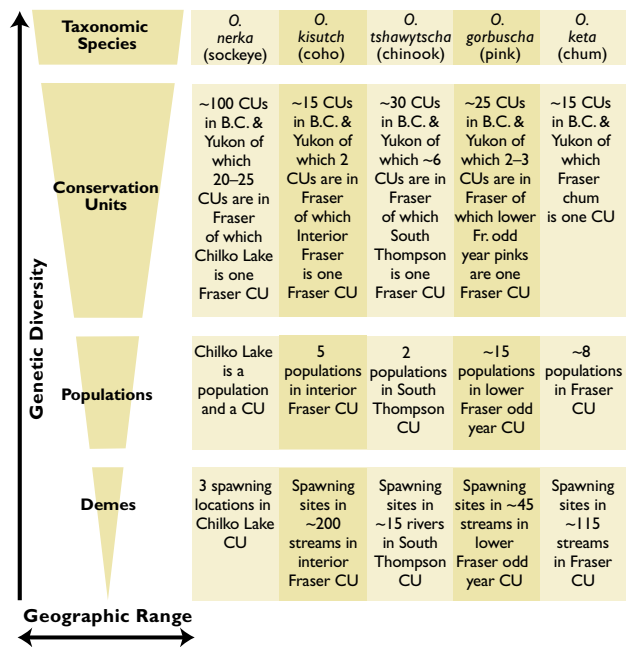 Taxonomic
Species
O.
nerka
(sockeye)
O.
kisutch
(coho)
O.
tshawytscha
(chinook)
O.
gorbuscha
(pink)
O.
keta
(chum)
Conservation
Units
~100 CUs
in B.C. &
Yukon of
which
20–25
CUs are in
Fraser
of which
Chilko Lake
is one
Fraser CU
~15 CUs
in B.C. &
Yukon of
which 2
CUs are in
Fraser
of which
Interior
Fraser
is one
Fraser CU
~30 CUs
in B.C. &
Yukon of
which ~6
CUs are in
Fraser
of which
South
Thompson
is one
Fraser CU
~25 CUs
in B.C. &
Yukon of
which 2–3
CUs are in
Fraser of
which lower
Fr. odd
year pinks
are one
Fraser CU
~15 CUs
in B.C. &
Yukon of
which
Fraser
chum
is one CU
Populations
Chilko Lake
is a
population
and a CU
5
populations
in interior
Fraser CU
2
populations
in South
Thompson
CU
~15
populations
in lower
Fraser odd
year CU
~8
populations
in Fraser
CU
Demes
3 spawning
locations in
Chilko Lake
CU
Spawning
sites in
~200
streams in
interior
Fraser CU
Spawning
sites in
~15 rivers
in South
Thompson
CU
Spawning
sites in ~45
streams in
lower
Fraser odd
year CU
Spawning
sites in
~115
streams
in Fraser
CU
Genetic Diversity
Geographic Range